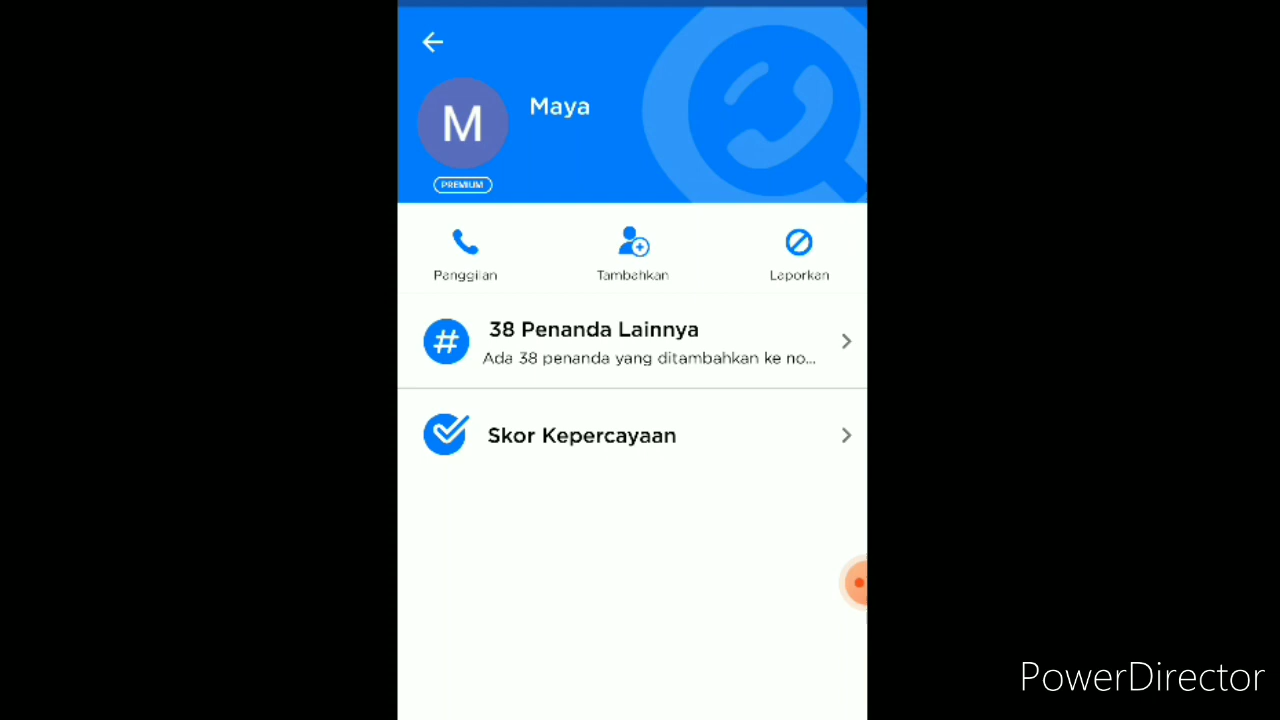 Maya
M
PREMIUM
Panggilan
Tambahkan
Laporkan
#
38 Penanda Lainnya
Ada 38 penanda yang ditambahkan ke no...
Skor Kepercayaan
PowerDirector